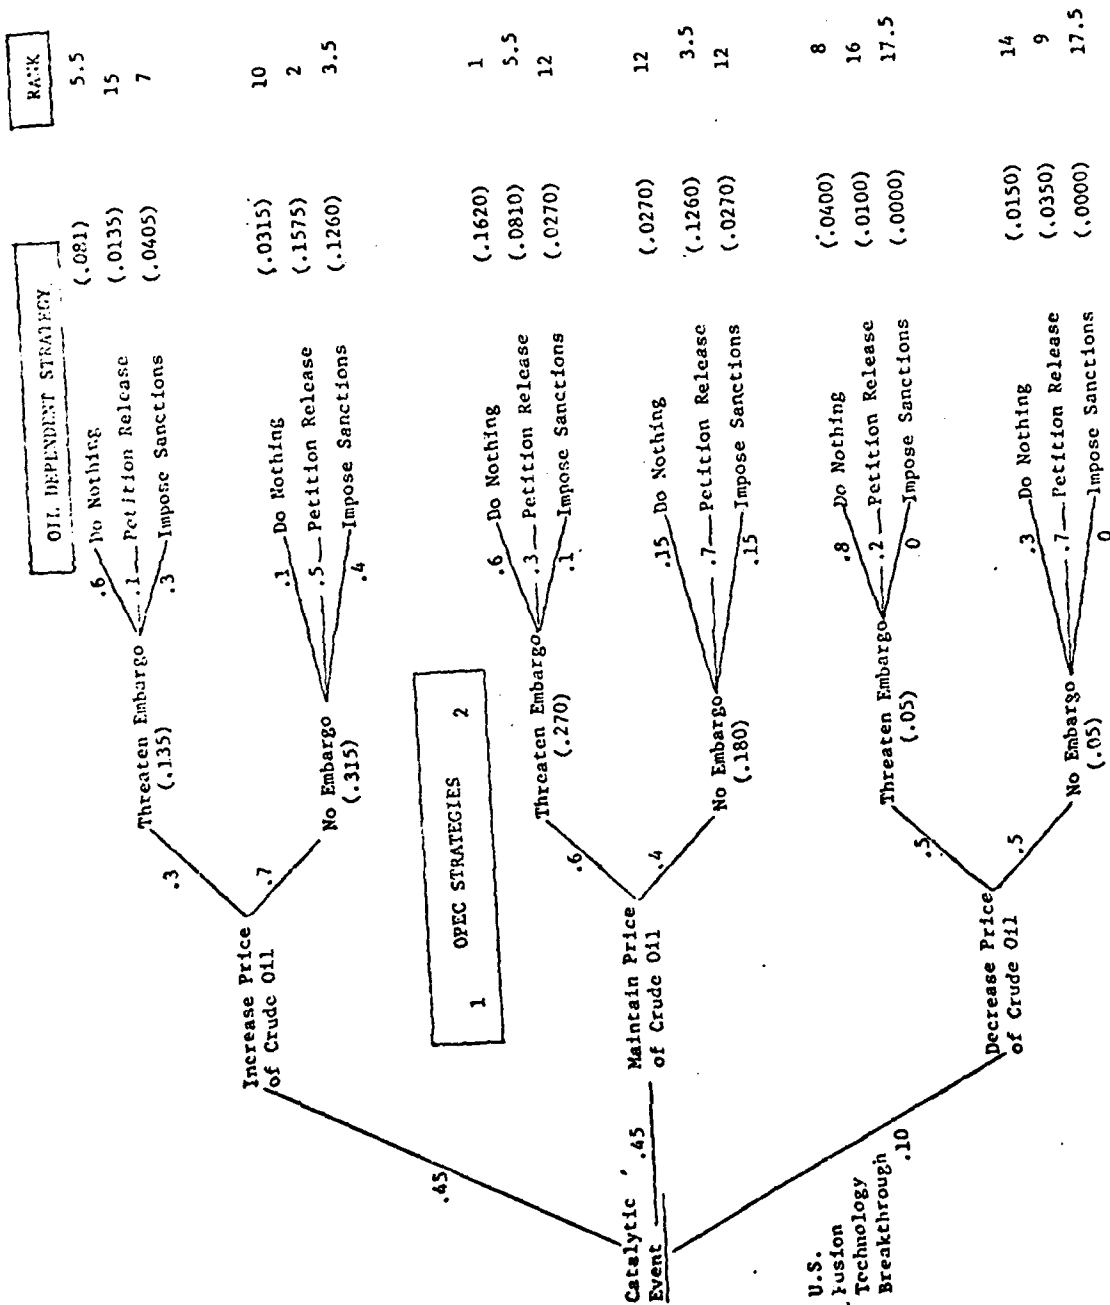 RANK
OIL DEPENDENT STRATEGY
.6 Do Nothing (.081) 5.5
.1 Petition Release (.0135) 15
.3 Impose Sanctions (.0405) 7
Threaten Embargo
(.135)
.3
.1 Do Nothing (.0315) 10
.5 Petition Release (.1575) 2
.4 Impose Sanctions (.1260) 3.5
No Embargo
(.315)
.7
Increase Price
of Crude Oil
.45
1 OPEC STRATEGIES 2
.6 Do Nothing (.1620) 1
.3 Petition Release (.0810) 5.5
.1 Impose Sanctions (.0270) 12
Threaten Embargo
(.270)
.6
.15 Do Nothing (.0270) 12
.7 Petition Release (.1260) 3.5
.15 Impose Sanctions (.0270) 12
No Embargo
(.180)
.4
Maintain Price
of Crude Oil
.45
Catalytic
Event
.8 Do Nothing (.0400) 8
.2 Petition Release (.0100) 16
0 Impose Sanctions (.0000) 17.5
Threaten Embargo
(.05)
.5
.3 Do Nothing (.0150) 14
.7 Petition Release (.0350) 9
0 Impose Sanctions (.0000) 17.5
No Embargo
(.05)
.5
Decrease Price
of Crude Oil
.10
U.S.
Fusion
Technology
Breakthrough